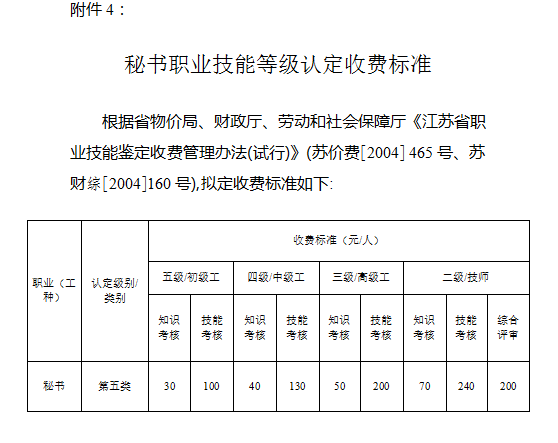 附件 4：
秘书职业技能等级认定收费标准
根据省物价局、财政厅、劳动和社会保障厅《江苏省职
业技能鉴定收费管理办法(试行)》(苏价费[2004] 465 号、苏
财综[2004]160 号),拟定收费标准如下:
职业（工种） 认定级别/类别 收费标准（元/人）
五级/初级工 四级/中级工 三级/高级工 二级/技师
知识考核 技能考核 知识考核 技能考核 知识考核 技能考核 知识考核 技能考核 综合评审
秘书 第五类 30 100 40 130 50 200 70 240 200